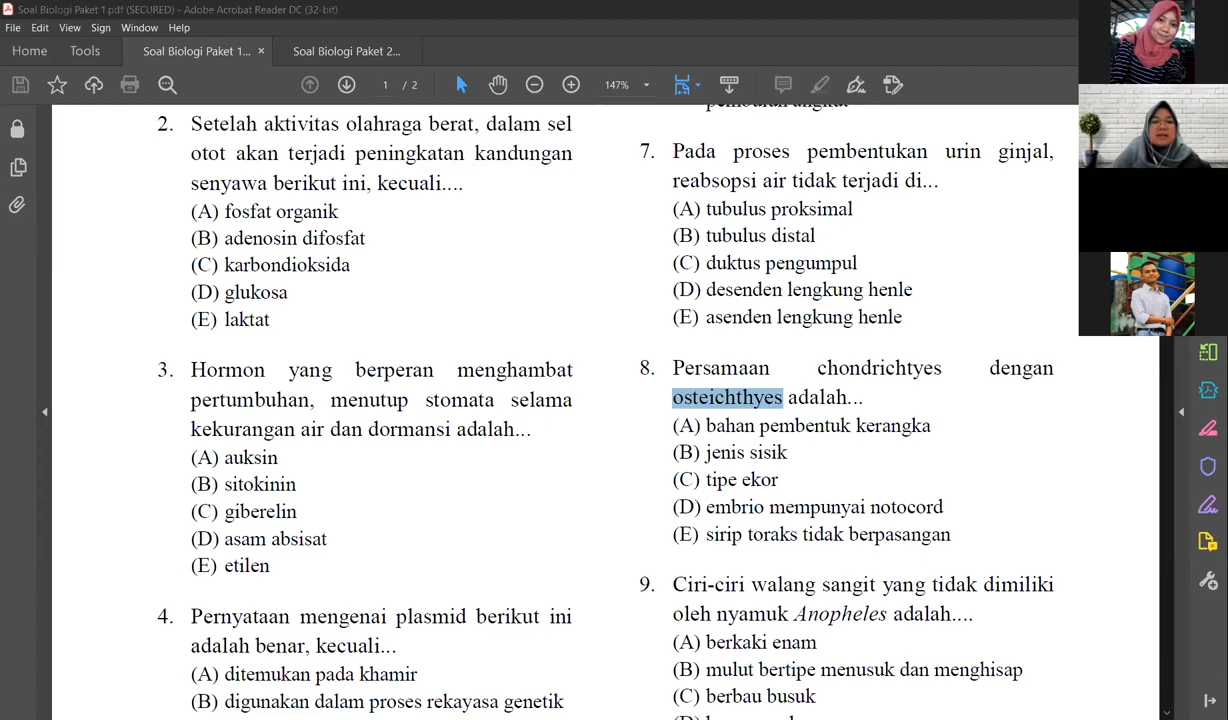 Soal Biologi Paket 1.pdf (SECURED) - Adobe Acrobat Reader DC (32-bit)
File Edit View Sign Window Help
Home Tools Soal Biologi Paket 1... × Soal Biologi Paket 2...
1 / 2 147%
2. Setelah aktivitas olahraga berat, dalam sel
otot akan terjadi peningkatan kandungan
senyawa berikut ini, kecuali....
(A) fosfat organik
(B) adenosin difosfat
(C) karbondioksida
(D) glukosa
(E) laktat
3. Hormon yang berperan menghambat
pertumbuhan, menutup stomata selama
kekurangan air dan dormansi adalah...
(A) auksin
(B) sitokinin
(C) giberelin
(D) asam absisat
(E) etilen
4. Pernyataan mengenai plasmid berikut ini
adalah benar, kecuali...
(A) ditemukan pada khamir
(B) digunakan dalam proses rekayasa genetik
7. Pada proses pembentukan urin ginjal,
reabsopsi air tidak terjadi di...
(A) tubulus proksimal
(B) tubulus distal
(C) duktus pengumpul
(D) desenden lengkung henle
(E) asenden lengkung henle
8. Persamaan chondrichtyes dengan
osteichthyes adalah...
(A) bahan pembentuk kerangka
(B) jenis sisik
(C) tipe ekor
(D) embrio mempunyai notocord
(E) sirip toraks tidak berpasangan
9. Ciri-ciri walang sangit yang tidak dimiliki
oleh nyamuk Anopheles adalah....
(A) berkaki enam
(B) mulut bertipe menusuk dan menghisap
(C) berbau busuk